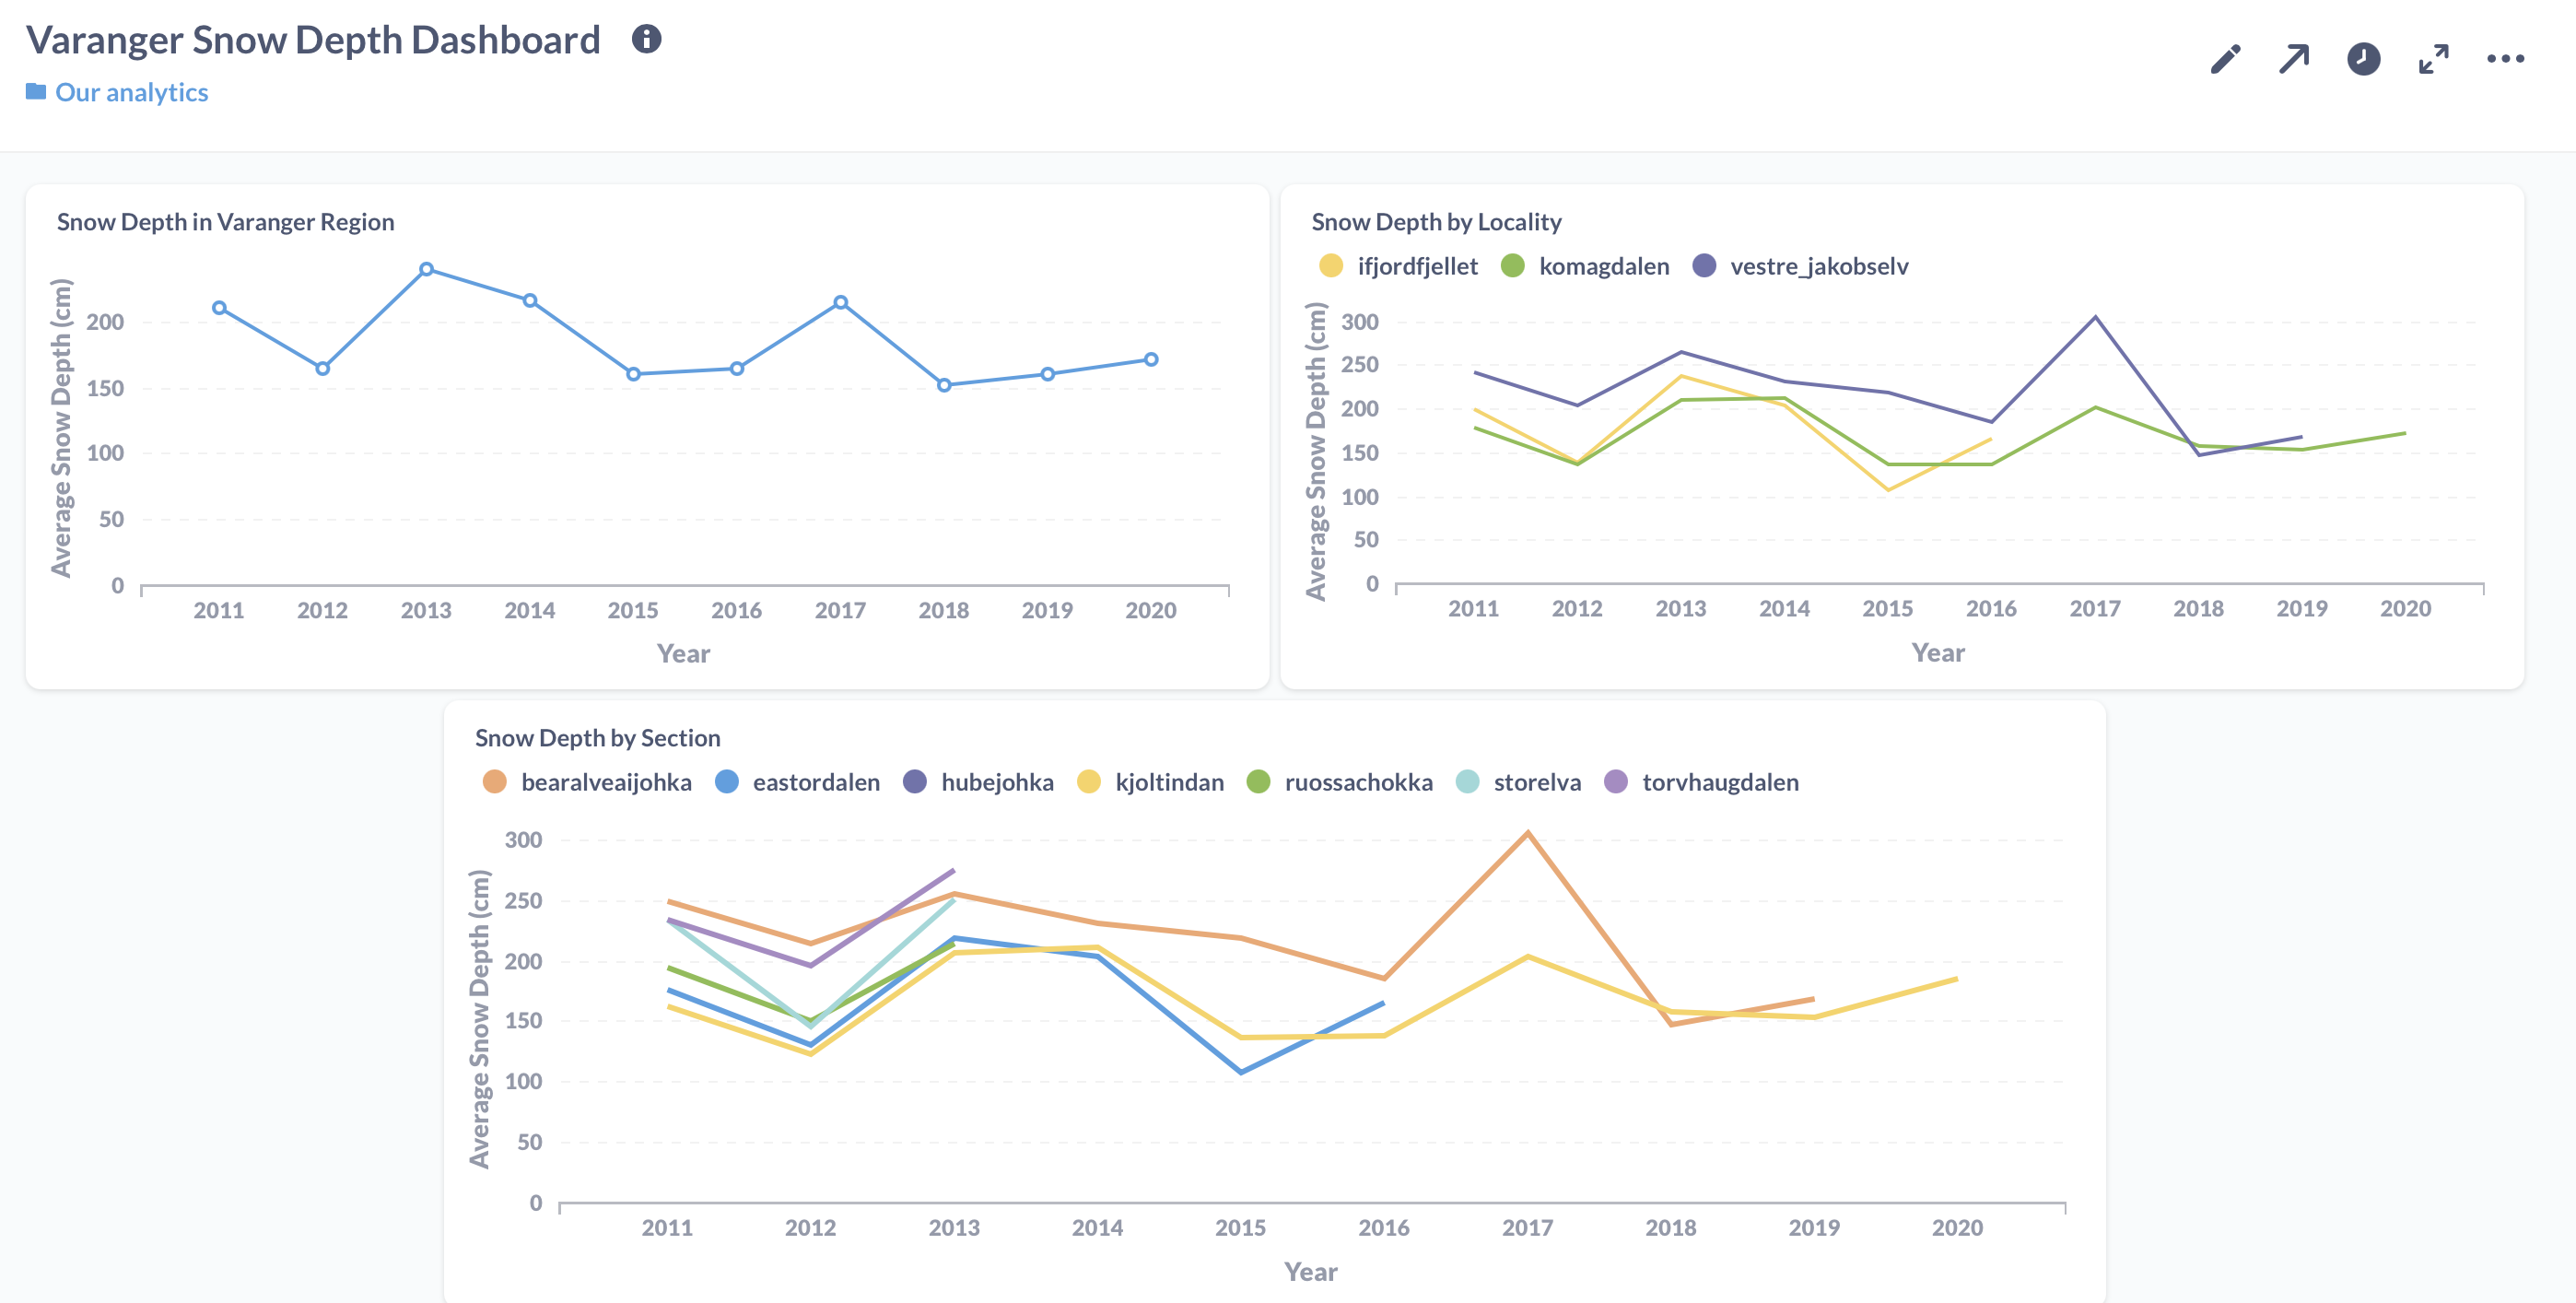 Varanger Snow Depth Dashboard
Our analytics
Snow Depth in Varanger Region
Average Snow Depth (cm)
200
150
100
50
0
2011 2012 2013 2014 2015 2016 2017 2018 2019 2020
Year
Snow Depth by Locality
ifjordfjellet komagdalen vestre_jakobselv
Average Snow Depth (cm)
300
250
200
150
100
50
0
2011 2012 2013 2014 2015 2016 2017 2018 2019 2020
Year
Snow Depth by Section
bearalveaijohka eastordalen hubejohka kjoltindan ruossachokka storelva torvhaugdalen
Average Snow Depth (cm)
300
250
200
150
100
50
0
2011 2012 2013 2014 2015 2016 2017 2018 2019 2020
Year